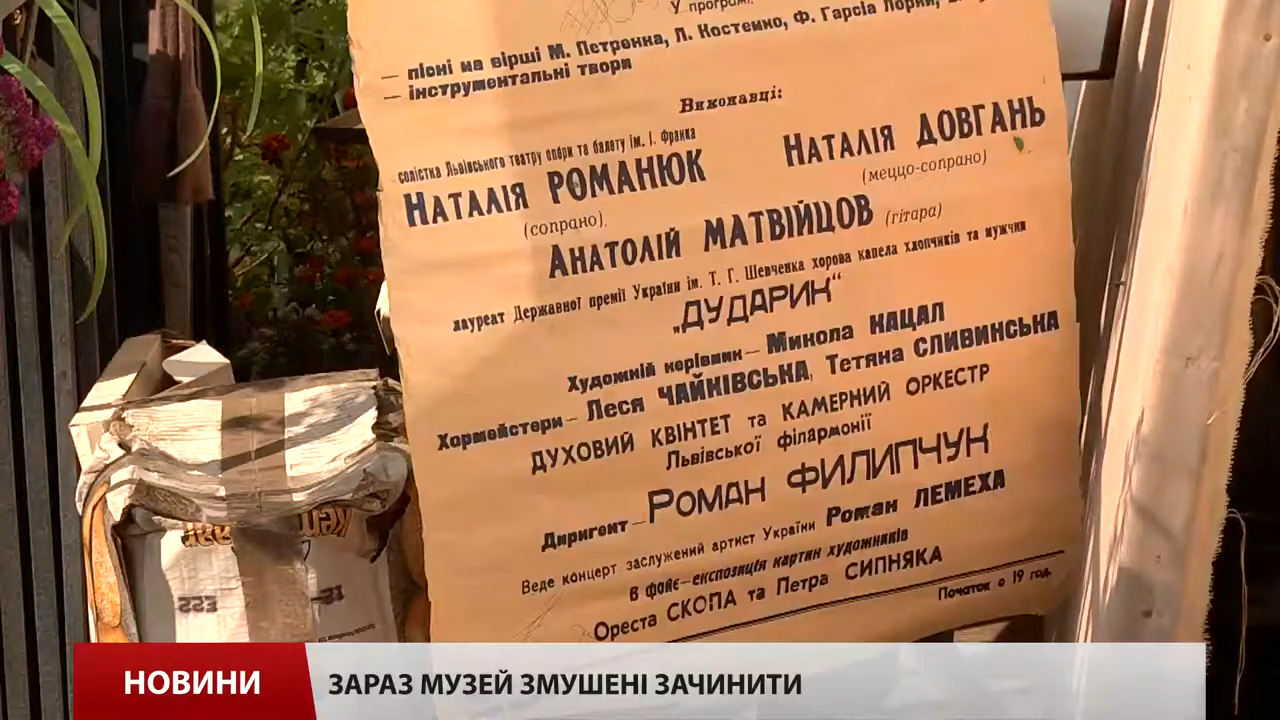 У програмі:
— пісні на вірші М. Петренка, Л. Костенко, Ф. Гарсіа Лорки,
— інструментальні твори
Виконавці:
солістка Львівського театру опери та балету ім. І. Франка
НАТАЛІЯ РОМАНЮК
(сопрано),
НАТАЛІЯ ДОВГАНЬ
(меццо-сопрано)
АНАТОЛІЙ МАТВІЙЦОВ (гітара)
лауреат Державної премії України ім. Т. Г. Шевченка хорова капела хлопчиків та мужчин
„ДУДАРИК“
Художній керівник— Микола КАЦАЛ
Хормейстери— Леся ЧАЙКІВСЬКА, Тетяна СЛИВИНСЬКА
ДУХОВИЙ КВІНТЕТ та КАМЕРНИЙ ОРКЕСТР
Львівської філармонії
Диригент— Роман ФИЛИПЧУК
Веде концерт заслужений артист України Роман ЛЕМЕХА
В фойє—експозиція картин художників
Ореста СКОПА та Петра СИПНЯКА
Початок о 19 год.
НОВИНИ
ЗАРАЗ МУЗЕЙ ЗМУШЕНІ ЗАЧИНИТИ